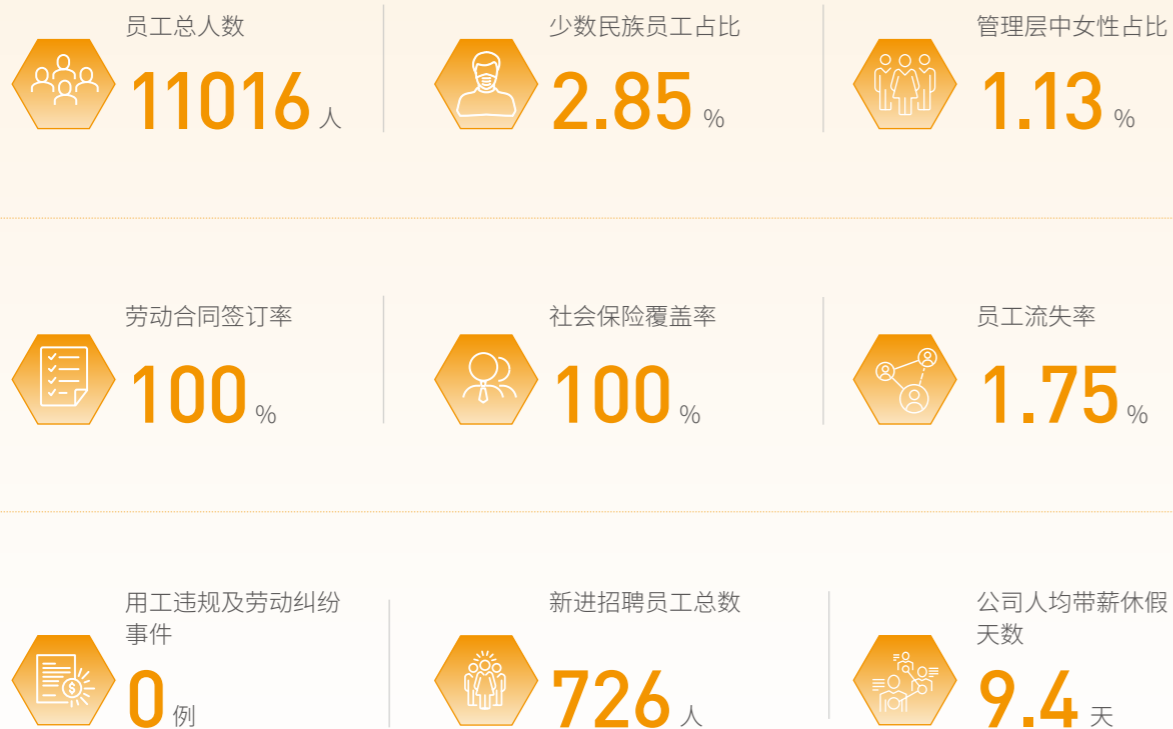 员工总人数
11016 人
少数民族员工占比
2.85 %
管理层中女性占比
1.13 %
劳动合同签订率
100 %
社会保险覆盖率
100 %
员工流失率
1.75 %
用工违规及劳动纠纷
事件
0 例
新进招聘员工总数
726 人
公司人均带薪休假
天数
9.4 天